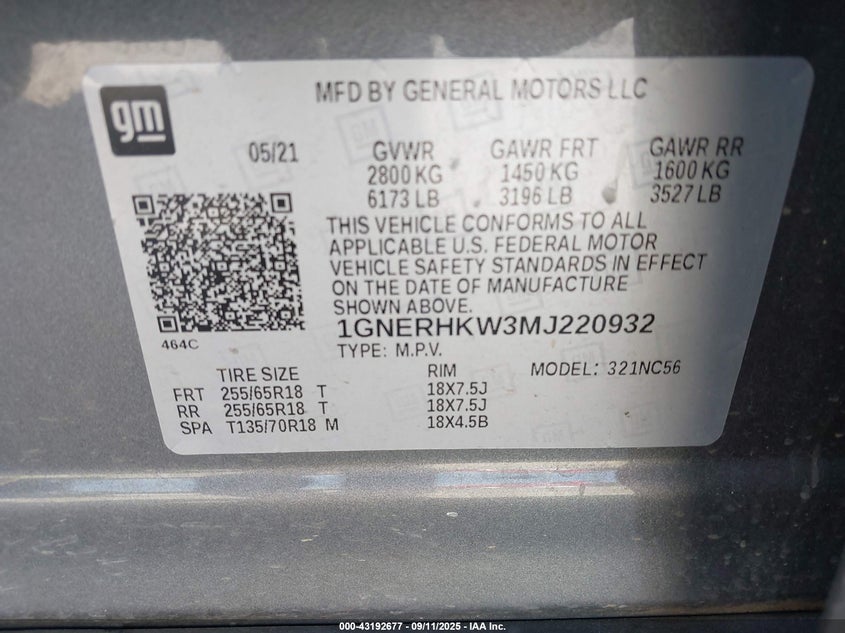 gm
MFD BY GENERAL MOTORS LLC
05/21 GVWR GAWR FRT GAWR RR
2800 KG 1450 KG 1600 KG
6173 LB 3196 LB 3527 LB
THIS VEHICLE CONFORMS TO ALL
APPLICABLE U.S. FEDERAL MOTOR
VEHICLE SAFETY STANDARDS IN EFFECT
ON THE DATE OF MANUFACTURE
SHOWN ABOVE.
1GNERHKW3MJ220932
464C
TYPE: M.P.V.
TIRE SIZE RIM MODEL: 321NC56
FRT 255/65R18 T 18X7.5J
RR 255/65R18 T 18X7.5J
SPA T135/70R18 M 18X4.5B
000-43192677 - 09/11/2025 - IAA Inc.